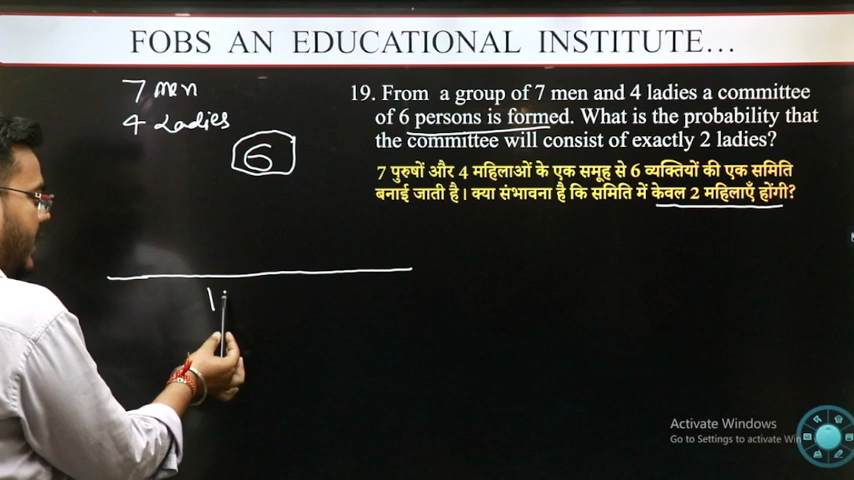 FOBS AN EDUCATIONAL INSTITUTE...
7 men
4 Ladies
6
19. From a group of 7 men and 4 ladies a committee
of 6 persons is formed. What is the probability that
the committee will consist of exactly 2 ladies?
7 पुरुषों और 4 महिलाओं के एक समूह से 6 व्यक्तियों की एक समिति
बनाई जाती है। क्या संभावना है कि समिति में केवल 2 महिलाएँ होंगी?
1
Activate Windows
Go to Settings to activate Win